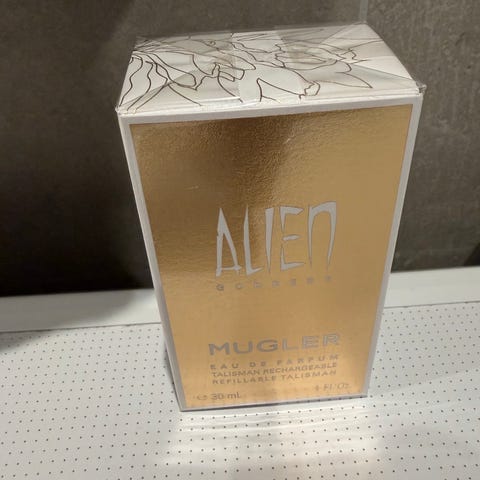 ALIEN
GODDESS
MUGLER
EAU DE PARFUM
TALISMAN RECHARGEABLE
REFILLABLE TALISMAN
℮ 30 mL 1 Fl.Oz.